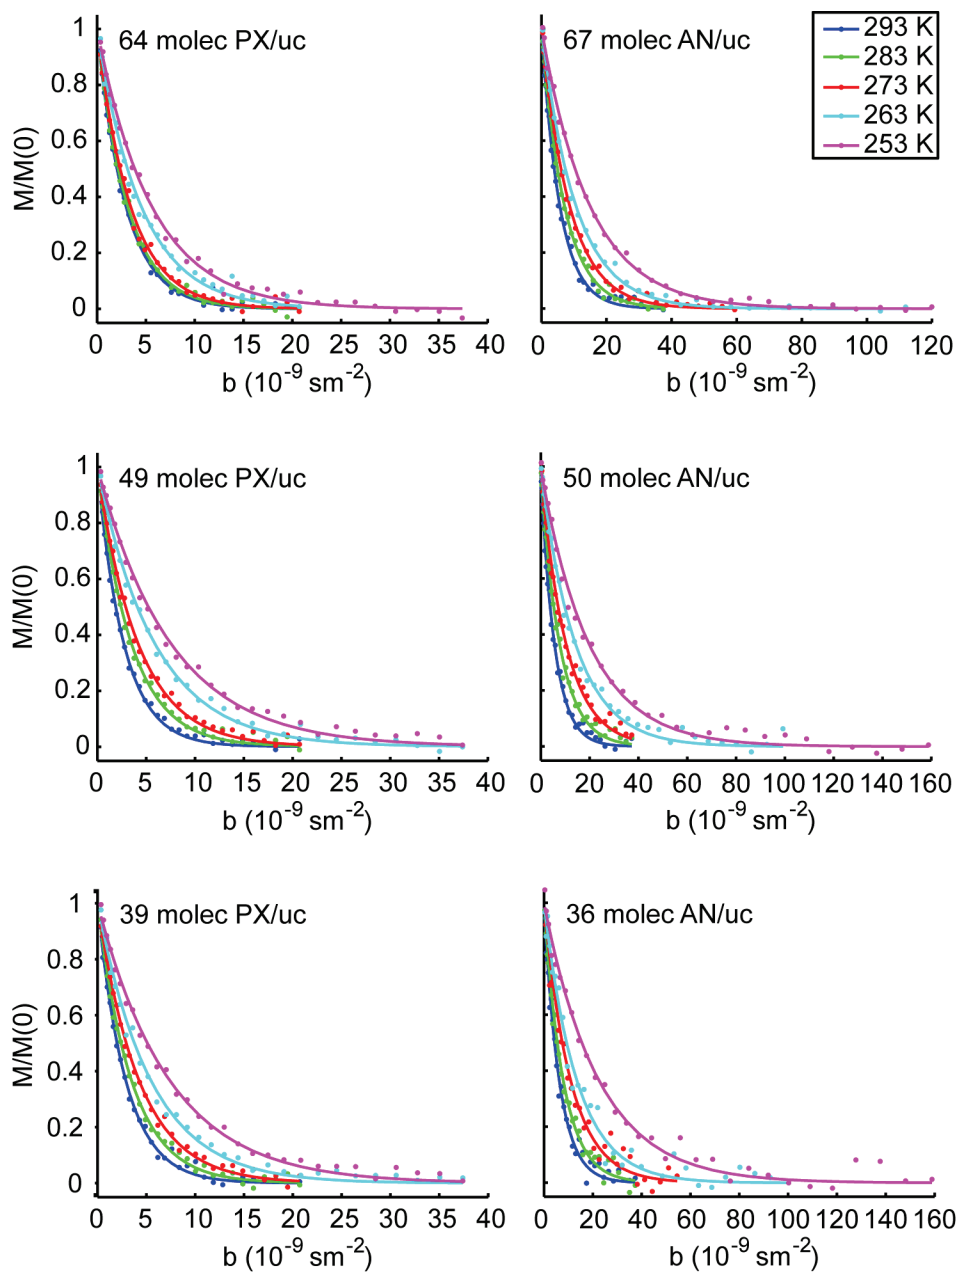 64 molec PX/uc
M/M(0)
1
0.8
0.6
0.4
0.2
0
0 5 10 15 20 25 30 35 40
b (10⁻⁹ sm⁻²)
67 molec AN/uc
293 K
283 K
273 K
263 K
253 K
0 20 40 60 80 100 120
b (10⁻⁹ sm⁻²)
49 molec PX/uc
M/M(0)
1
0.8
0.6
0.4
0.2
0
0 5 10 15 20 25 30 35 40
b (10⁻⁹ sm⁻²)
50 molec AN/uc
0 20 40 60 80 100 120 140 160
b (10⁻⁹ sm⁻²)
39 molec PX/uc
M/M(0)
1
0.8
0.6
0.4
0.2
0
0 5 10 15 20 25 30 35 40
b (10⁻⁹ sm⁻²)
36 molec AN/uc
0 20 40 60 80 100 120 140 160
b (10⁻⁹ sm⁻²)